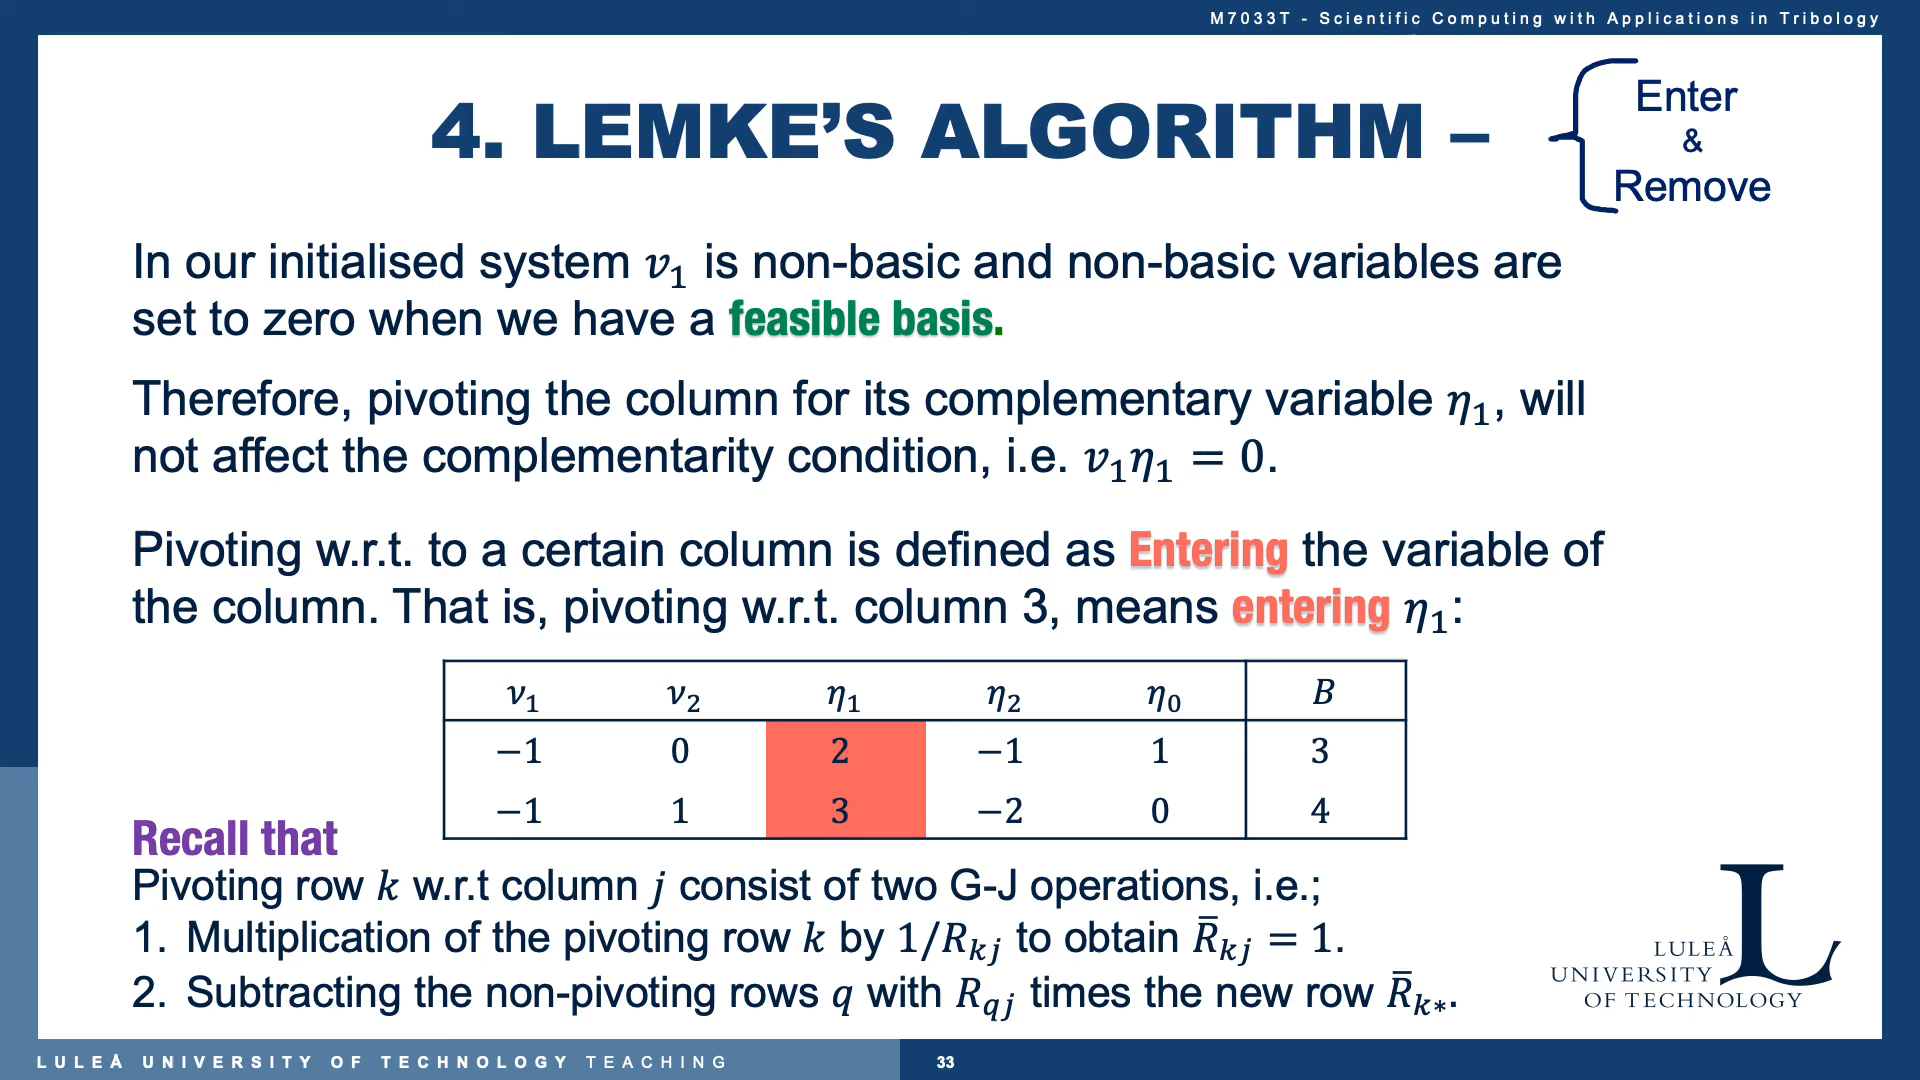 M7033T - Scientific Computing with Applications in Tribology
4. LEMKE’S ALGORITHM –
Enter
&
Remove
In our initialised system v₁ is non-basic and non-basic variables are
set to zero when we have a feasible basis.
Therefore, pivoting the column for its complementary variable η₁, will
not affect the complementarity condition, i.e. v₁η₁ = 0.
Pivoting w.r.t. to a certain column is defined as Entering the variable of
the column. That is, pivoting w.r.t. column 3, means entering η₁:
ν₁ ν₂ η₁ η₂ η₀ B
−1 0 2 −1 1 3
−1 1 3 −2 0 4
Recall that
Pivoting row k w.r.t column j consist of two G-J operations, i.e.;
1. Multiplication of the pivoting row k by 1/R_kj to obtain R̄_kj = 1.
2. Subtracting the non-pivoting rows q with R_qj times the new row R̄_k*.
LULEÅ
UNIVERSITY
OF TECHNOLOGY
LULEÅ UNIVERSITY OF TECHNOLOGY TEACHING
33